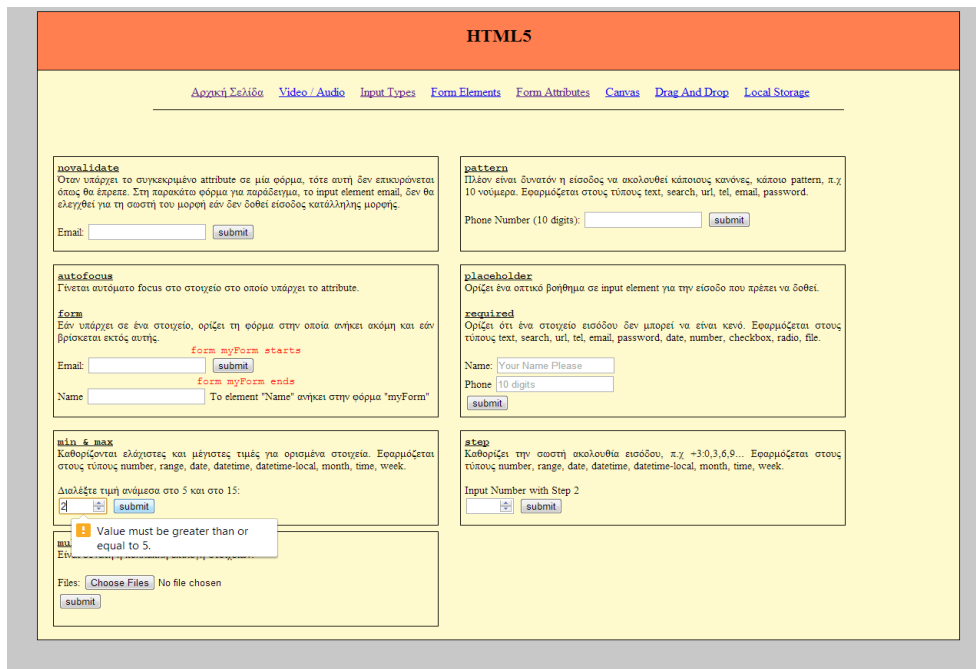 HTML5
Αρχική Σελίδα Video / Audio Input Types Form Elements Form Attributes Canvas Drag And Drop Local Storage
novalidate
Όταν υπάρχει το συγκεκριμένο attribute σε μία φόρμα, τότε αυτή δεν επικυρώνεται
όπως θα έπρεπε. Στη παρακάτω φόρμα για παράδειγμα, το input element email, δεν θα
ελεγχθεί για τη σωστή του μορφή εάν δεν δοθεί είσοδος κατάλληλης μορφής.
Email: submit
pattern
Πλέον είναι δυνατόν η είσοδος να ακολουθεί κάποιους κανόνες, κάποιο pattern, π.χ
10 νούμερα. Εφαρμόζεται στους τύπους text, search, url, tel, email, password.
Phone Number (10 digits): submit
autofocus
Γίνεται αυτόματο focus στο στοιχείο στο οποίο υπάρχει το attribute.
form
Εάν υπάρχει σε ένα στοιχείο, ορίζει τη φόρμα στην οποία ανήκει ακόμη και εάν
βρίσκεται εκτός αυτής.
form myForm starts
Email: submit
form myForm ends
Name Το element "Name" ανήκει στην φόρμα "myForm"
placeholder
Ορίζει ένα οπτικό βοήθημα σε input element για την είσοδο που πρέπει να δοθεί.
required
Ορίζει ότι ένα στοιχείο εισόδου δεν μπορεί να είναι κενό. Εφαρμόζεται στους
τύπους text, search, url, tel, email, password, date, number, checkbox, radio, file.
Name: Your Name Please
Phone 10 digits
submit
min & max
Καθορίζονται ελάχιστες και μέγιστες τιμές για ορισμένα στοιχεία. Εφαρμόζεται
στους τύπους number, range, date, datetime, datetime-local, month, time, week.
Διαλέξτε τιμή ανάμεσα στο 5 και στο 15:
2 submit
Value must be greater than or
equal to 5.
step
Καθορίζει την σωστή ακολουθία εισόδου, π.χ +3:0,3,6,9... Εφαρμόζεται στους
τύπους number, range, date, datetime, datetime-local, month, time, week.
Input Number with Step 2
submit
mu
Files: Choose Files No file chosen
submit